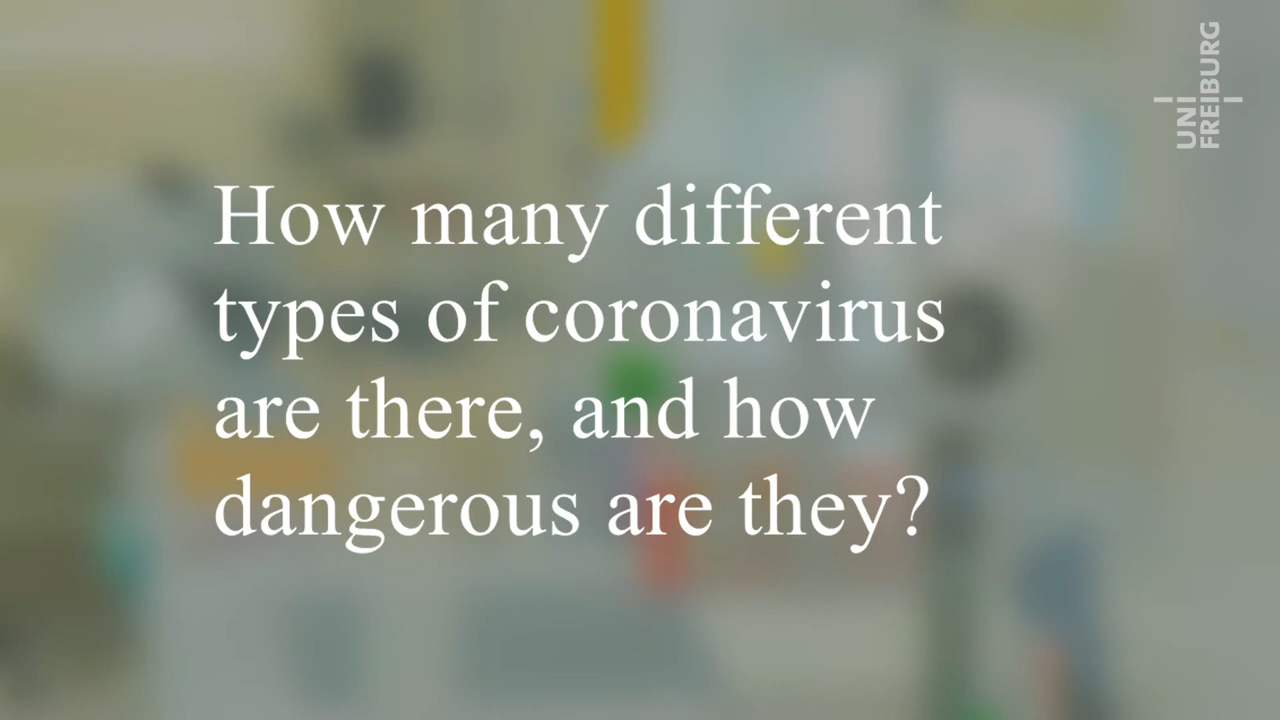 How many different
types of coronavirus
are there, and how
dangerous are they?
UNI
FREIBURG